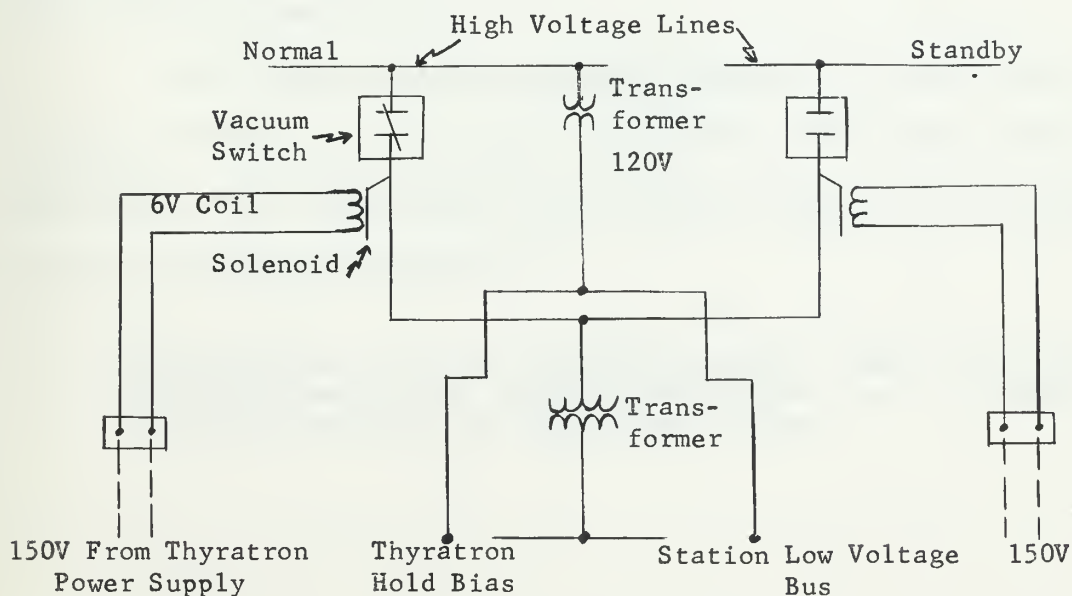 High Voltage Lines
Normal
Standby
Trans-
former
120V
Vacuum
Switch
6V Coil
Solenoid
Trans-
former
150V From Thyratron
Power Supply
Thyratron
Hold Bias
Station Low Voltage
Bus
150V